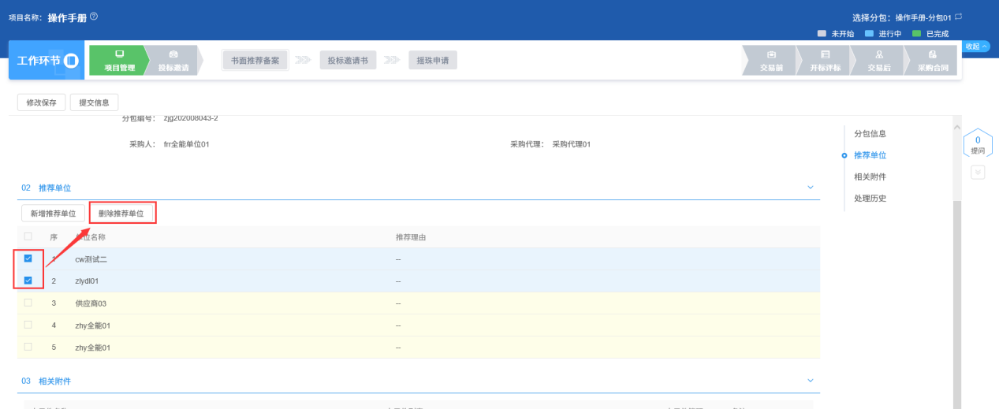 项目名称: 操作手册
选择分包: 操作手册-分包01
未开始 进行中 已完成
收起
工作环节
项目管理 投标邀请
书面推荐备案 投标邀请书 摇珠申请
交易前 开标评标 交易后 采购合同
修改保存 提交信息
分包编号: zjg202008043-2
采购人: frr全能单位01 采购代理: 采购代理01
分包信息
推荐单位
相关附件
处理历史
0
提问
02 推荐单位
新增推荐单位 删除推荐单位
序 单位名称 推荐理由
1 cw测试二 --
2 zlydl01 --
3 供应商03 --
4 zhy全能01 --
5 zhy全能01 --
03 相关附件